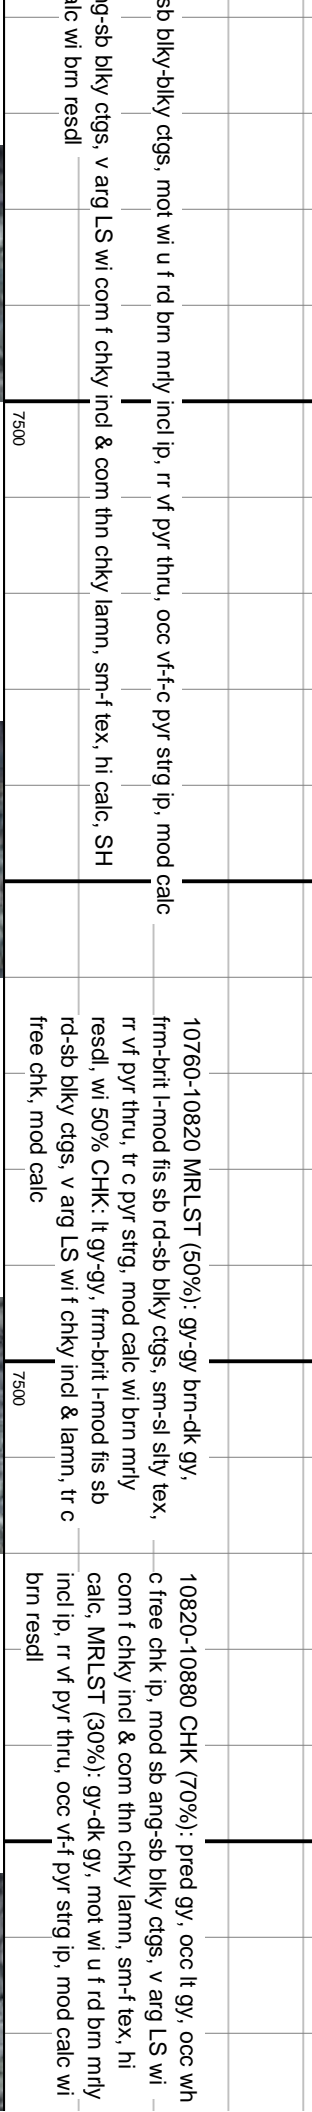 sb blky-blky ctgs, mot wi u f rd brn mrly incl ip, rr vf pyr thru, occ vf-f-c pyr strg ip, mod calc
ng-sb blky ctgs, v arg LS wi com f chky incl & com thn chky lamn, sm-f tex, hi calc, SH
alc wi brn resdl
7500
10760-10820 MRLST (50%): gy-gy brn-dk gy,
frm-brit I-mod fis sb rd-sb blky ctgs, sm-sl slty tex,
rr vf pyr thru, tr c pyr strg, mod calc wi brn mrly
resdl, wi 50% CHK: lt gy-gy, frm-brit I-mod fis sb
rd-sb blky ctgs, v arg LS wi f chky incl & lamn, tr c
free chk, mod calc
7500
10820-10880 CHK (70%): pred gy, occ lt gy, occ wh
c free chk ip, mod sb ang-sb blky ctgs, v arg LS wi
com f chky incl & com thn chky lamn, sm-f tex, hi
calc, MRLST (30%): gy-dk gy, mot wi u f rd brn mrly
incl ip, rr vf pyr thru, occ vf-f pyr strg ip, mod calc wi
brn resdl